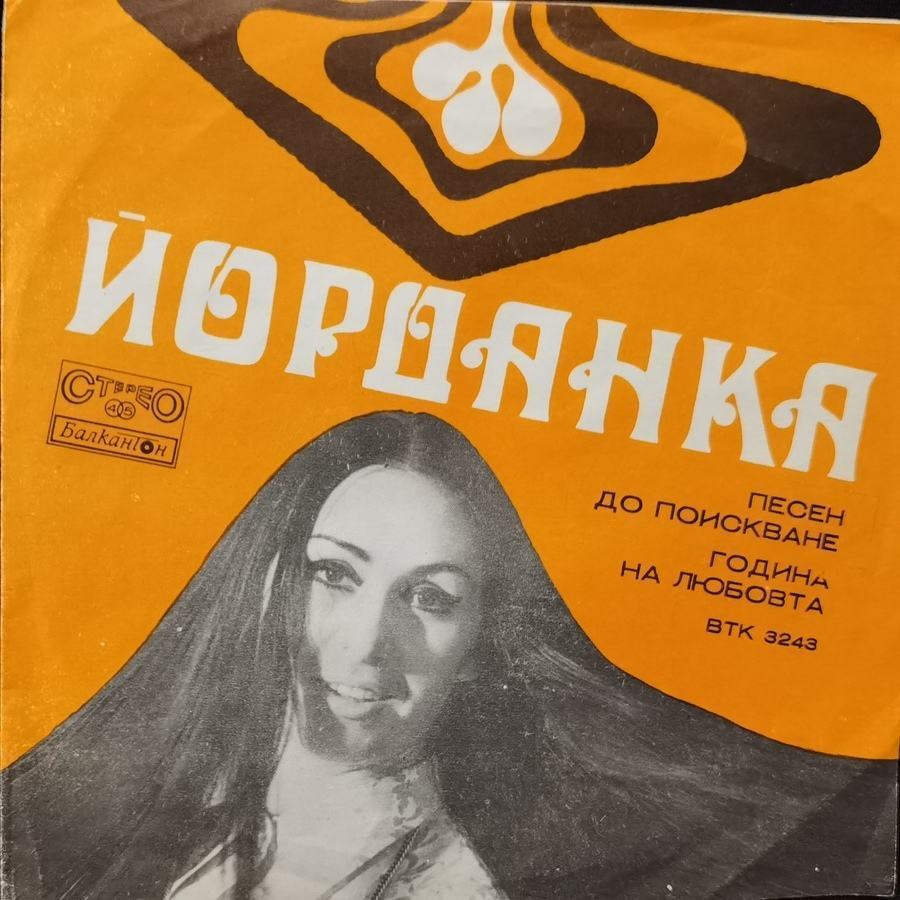 ЙОРДАНКА
СТЕРЕО
45
Балкантон
ПЕСЕН
ДО ПОИСКВАНЕ
ГОДИНА
НА ЛЮБОВТА
ВТК 3243